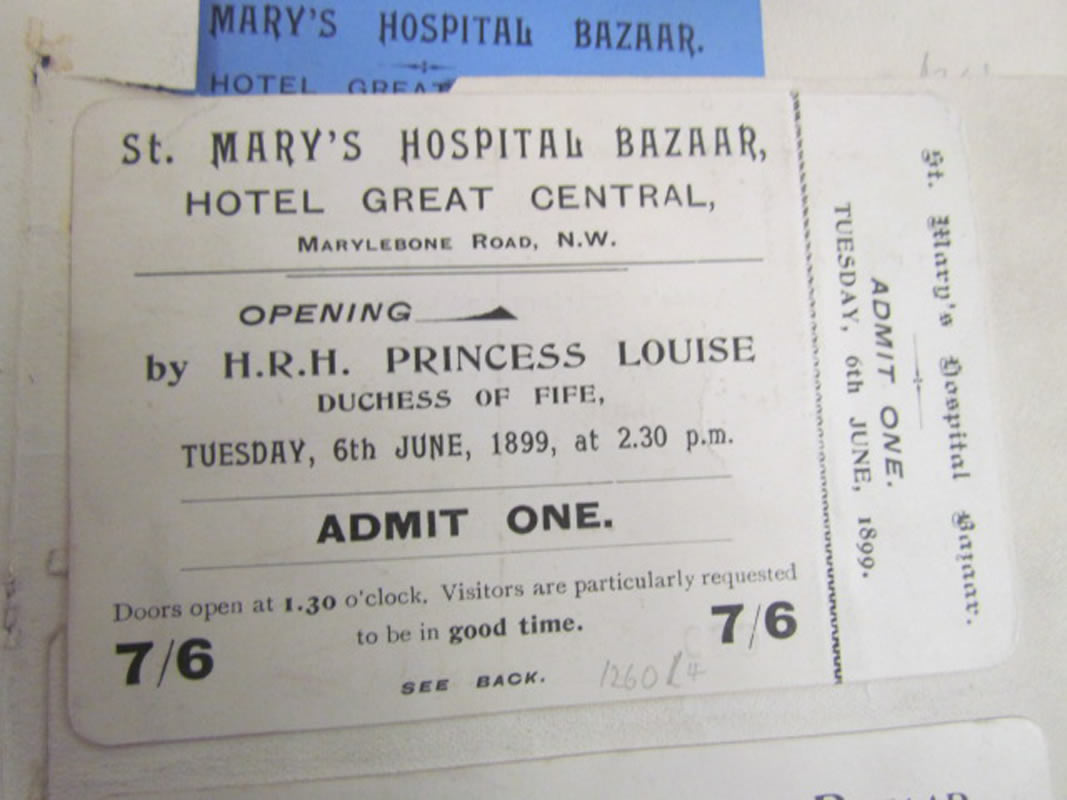 MARY'S HOSPITAL BAZAAR.
HOTEL GREAT
St. MARY'S HOSPITAL BAZAAR,
HOTEL GREAT CENTRAL,
MARYLEBONE ROAD, N.W.
OPENING
by H.R.H. PRINCESS LOUISE
DUCHESS OF FIFE,
TUESDAY, 6th JUNE, 1899, at 2.30 p.m.
ADMIT ONE.
Doors open at 1.30 o'clock. Visitors are particularly requested
to be in good time.
7/6
7/6
SEE BACK.
St. Mary's Hospital Bazaar.
ADMIT ONE.
TUESDAY, 6th JUNE, 1899.